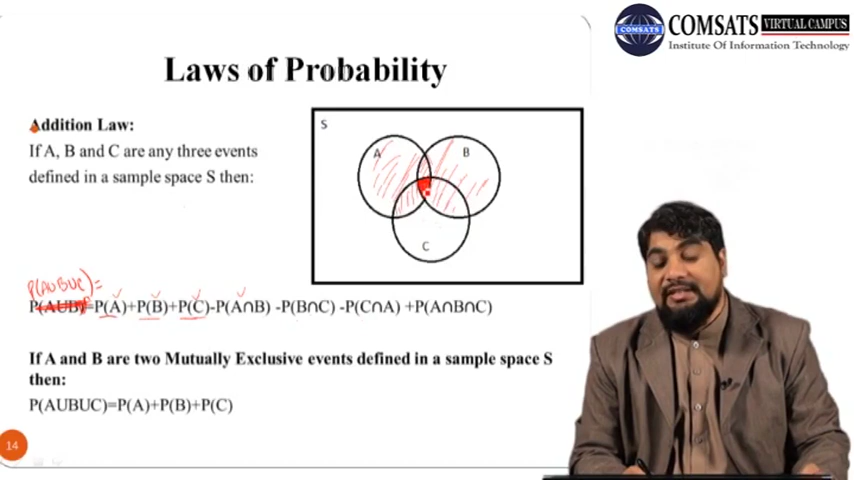 COMSATS VIRTUAL CAMPUS
COMSATS
Institute Of Information Technology
Laws of Probability
Addition Law:
If A, B and C are any three events
defined in a sample space S then:
S
A
B
C
P(AUBUC)=
P(AUB)=P(A)+P(B)+P(C)-P(A∩B) -P(B∩C) -P(C∩A) +P(A∩B∩C)
If A and B are two Mutually Exclusive events defined in a sample space S
then:
P(AUBUC)=P(A)+P(B)+P(C)
14